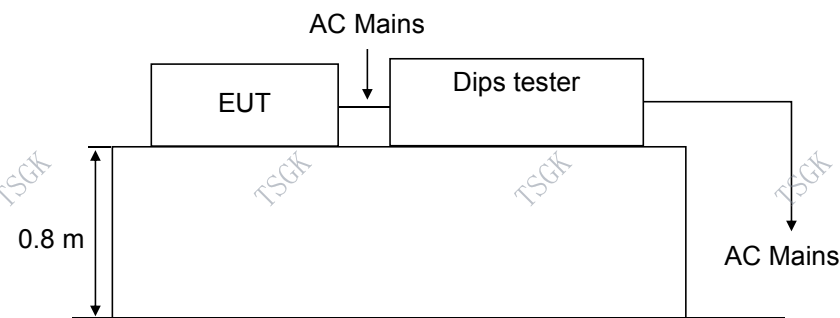 AC Mains
EUT
Dips tester
TSGK
TSGK
TSGK
TSGK
0.8 m
AC Mains